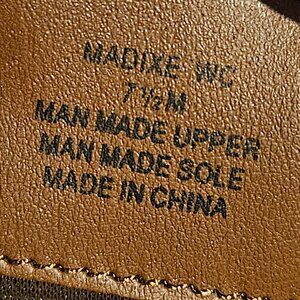 MADIXE-WC
7 ½ M
MAN MADE UPPER
MAN MADE SOLE
MADE IN CHINA